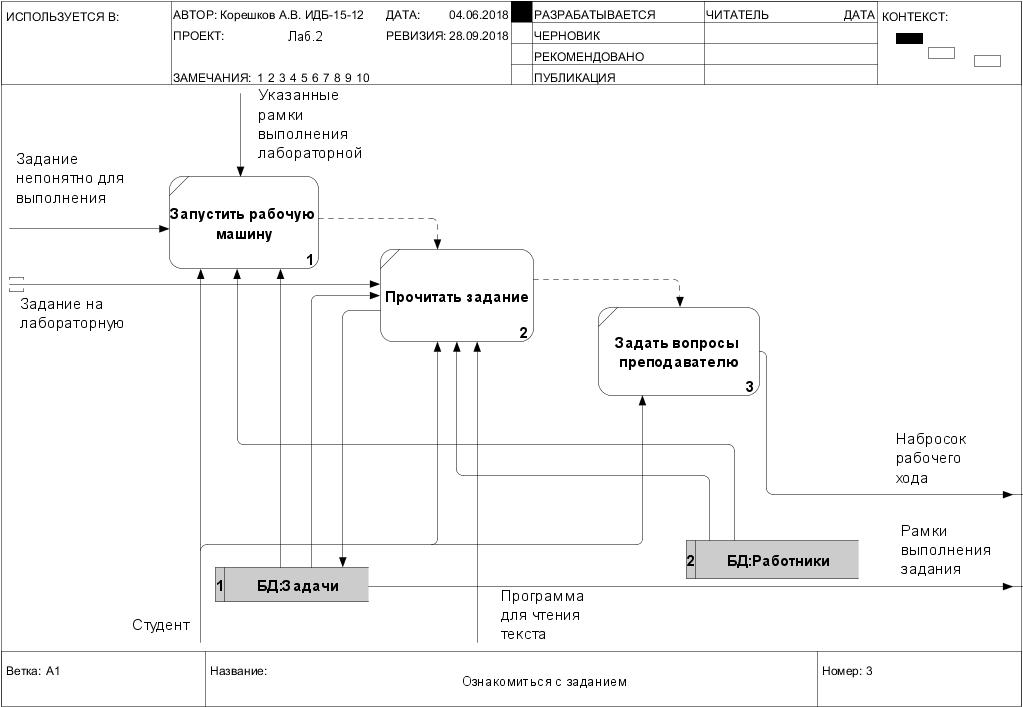 ИСПОЛЬЗУЕТСЯ В:
АВТОР: Корешков А.В. ИДБ-15-12
ДАТА: 04.06.2018
ПРОЕКТ: Лаб.2
РЕВИЗИЯ: 28.09.2018
ЗАМЕЧАНИЯ: 1 2 3 4 5 6 7 8 9 10
РАЗРАБАТЫВАЕТСЯ
ЧЕРНОВИК
РЕКОМЕНДОВАНО
ПУБЛИКАЦИЯ
ЧИТАТЕЛЬ ДАТА
КОНТЕКСТ:
Указанные
рамки
выполнения
лабораторной
Задание
непонятно для
выполнения
Запустить рабочую
машину
1
Прочитать задание
2
Задание на
лабораторную
Задать вопросы
преподавателю
3
Набросок
рабочего
хода
Рамки
выполнения
задания
2 БД:Работники
1 БД:Задачи
Программа
для чтения
текста
Студент
Ветка: A1
Название:
Ознакомиться с заданием
Номер: 3